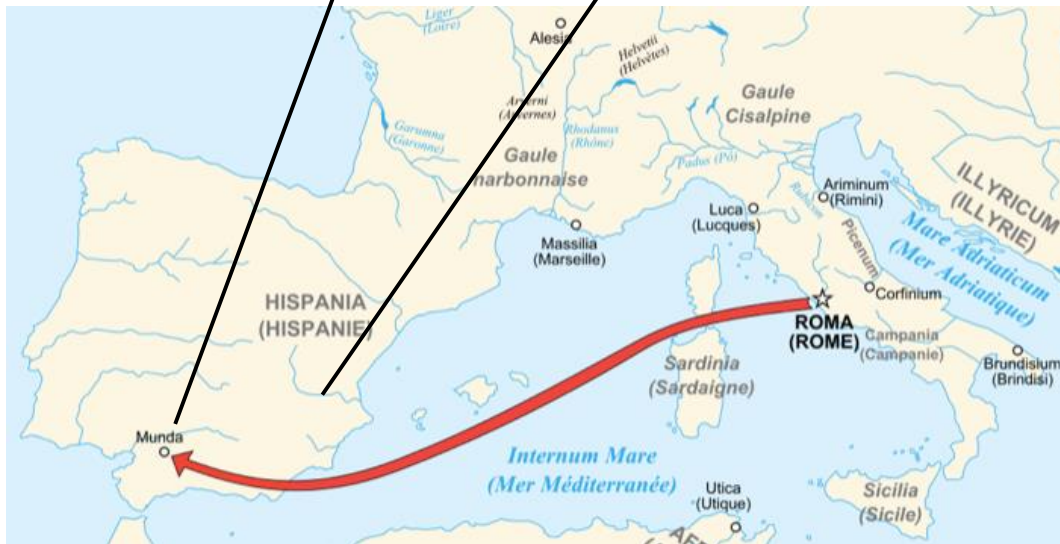 Liger
(Loire)
Alesia
Helvetii
(Helvètes)
Arverni
(Arvernes)
Gaule
Cisalpine
Garumna
(Garonne)
Rhodanus
(Rhône)
Gaule
narbonnaise
Padus (Pô)
ILLYRICUM
(ILLYRIE)
Ariminum
(Rimini)
Rubicon
Luca
(Lucques)
Massilia
(Marseille)
Picenum
Mare Adriaticum
(Mer Adriatique)
HISPANIA
(HISPANIE)
Corfinium
ROMA
(ROME)
Campania
(Campanie)
Sardinia
(Sardaigne)
Brundisium
(Brindisi)
Munda
Internum Mare
(Mer Méditerranée)
Utica
(Utique)
Sicilia
(Sicile)